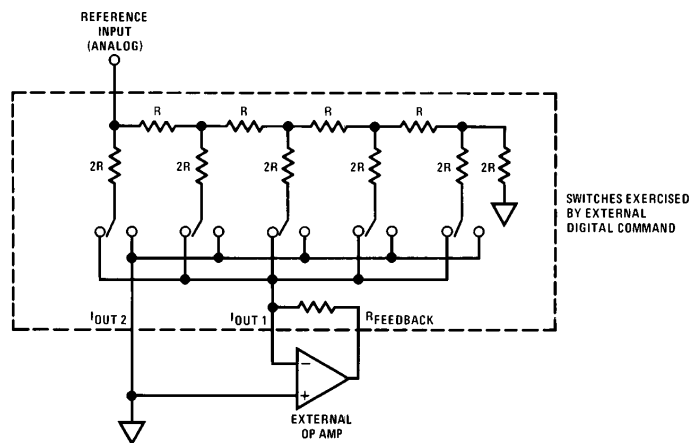 REFERENCE
INPUT
(ANALOG)
R R R R
2R 2R 2R 2R 2R 2R
SWITCHES EXERCISED
BY EXTERNAL
DIGITAL COMMAND
IOUT 2 IOUT 1 RFEEDBACK
−
+
EXTERNAL
OP AMP